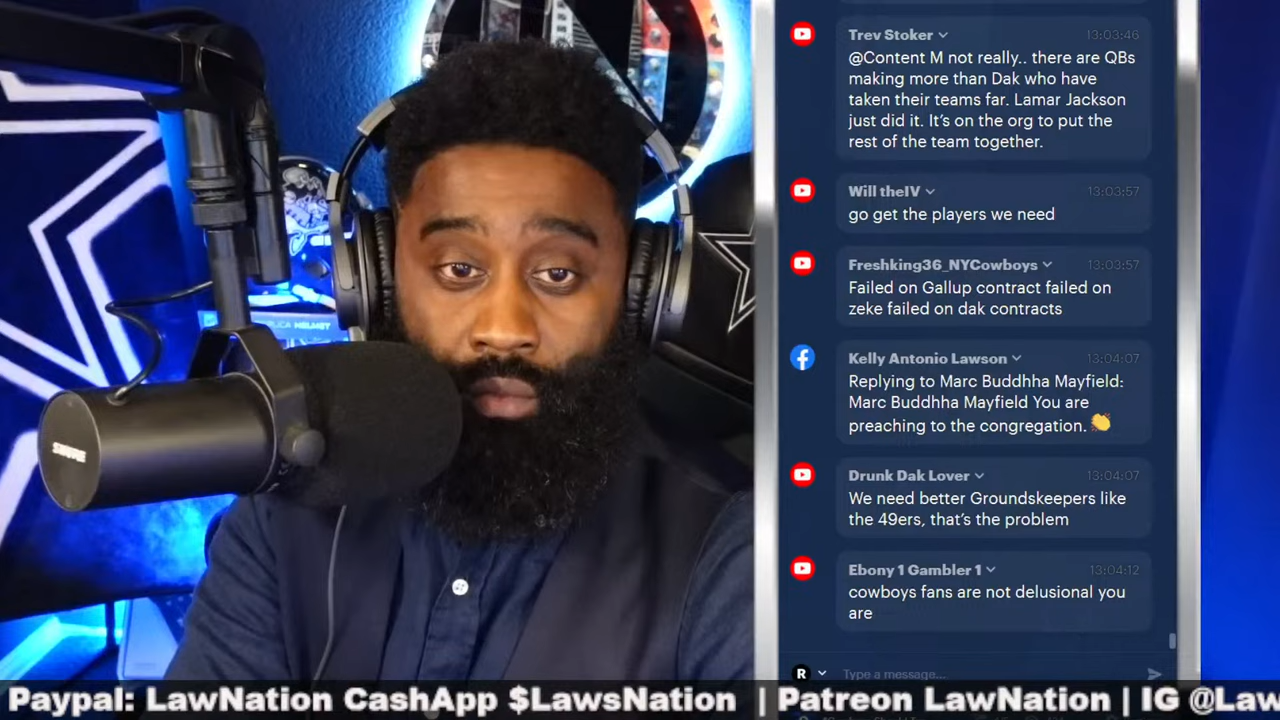 Trev Stoker
13:03:46
@Content M not really.. there are QBs
making more than Dak who have
taken their teams far. Lamar Jackson
just did it. It’s on the org to put the
rest of the team together.
Will theIV
13:03:57
go get the players we need
Freshking36_NYCowboys
13:03:57
Failed on Gallup contract failed on
zeke failed on dak contracts
Kelly Antonio Lawson
13:04:07
Replying to Marc Buddhha Mayfield:
Marc Buddhha Mayfield You are
preaching to the congregation. 👏
Drunk Dak Lover
13:04:07
We need better Groundskeepers like
the 49ers, that’s the problem
Ebony 1 Gambler 1
13:04:12
cowboys fans are not delusional you
are
R
Type a message...
SHURE
HELMET
Paypal: LawNation CashApp $LawsNation | Patreon LawNation | IG @Law